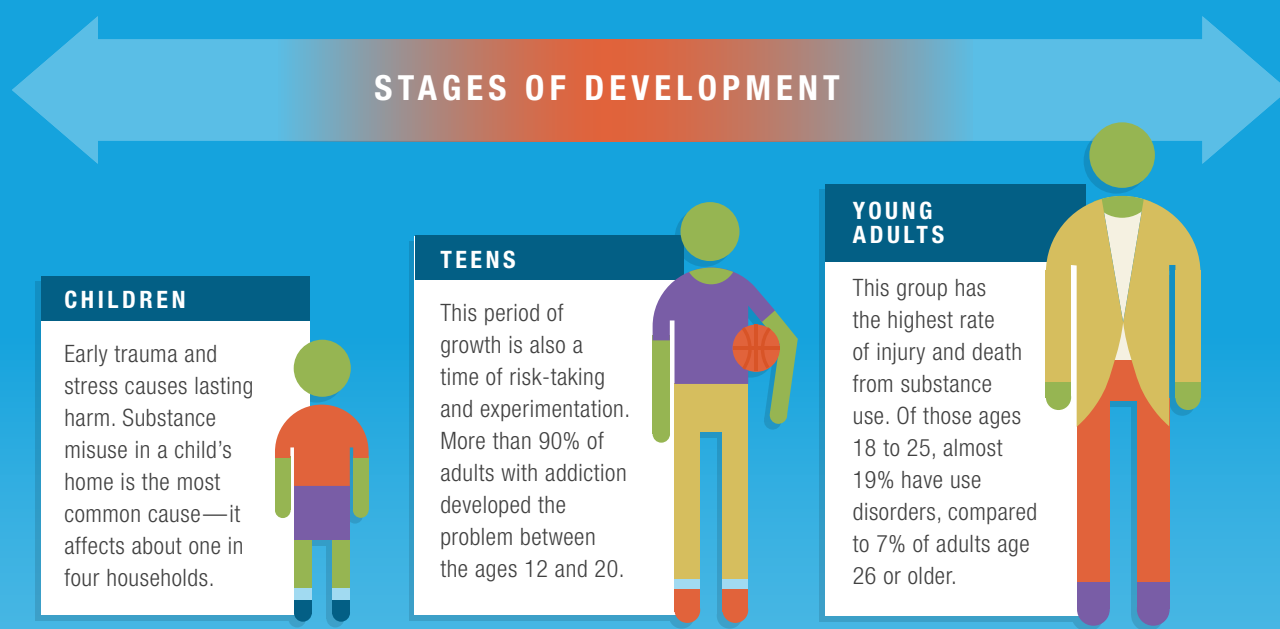 STAGES OF DEVELOPMENT
CHILDREN
Early trauma and
stress causes lasting
harm. Substance
misuse in a child’s
home is the most
common cause—it
affects about one in
four households.
TEENS
This period of
growth is also a
time of risk-taking
and experimentation.
More than 90% of
adults with addiction
developed the
problem between
the ages 12 and 20.
YOUNG
ADULTS
This group has
the highest rate
of injury and death
from substance
use. Of those ages
18 to 25, almost
19% have use
disorders, compared
to 7% of adults age
26 or older.